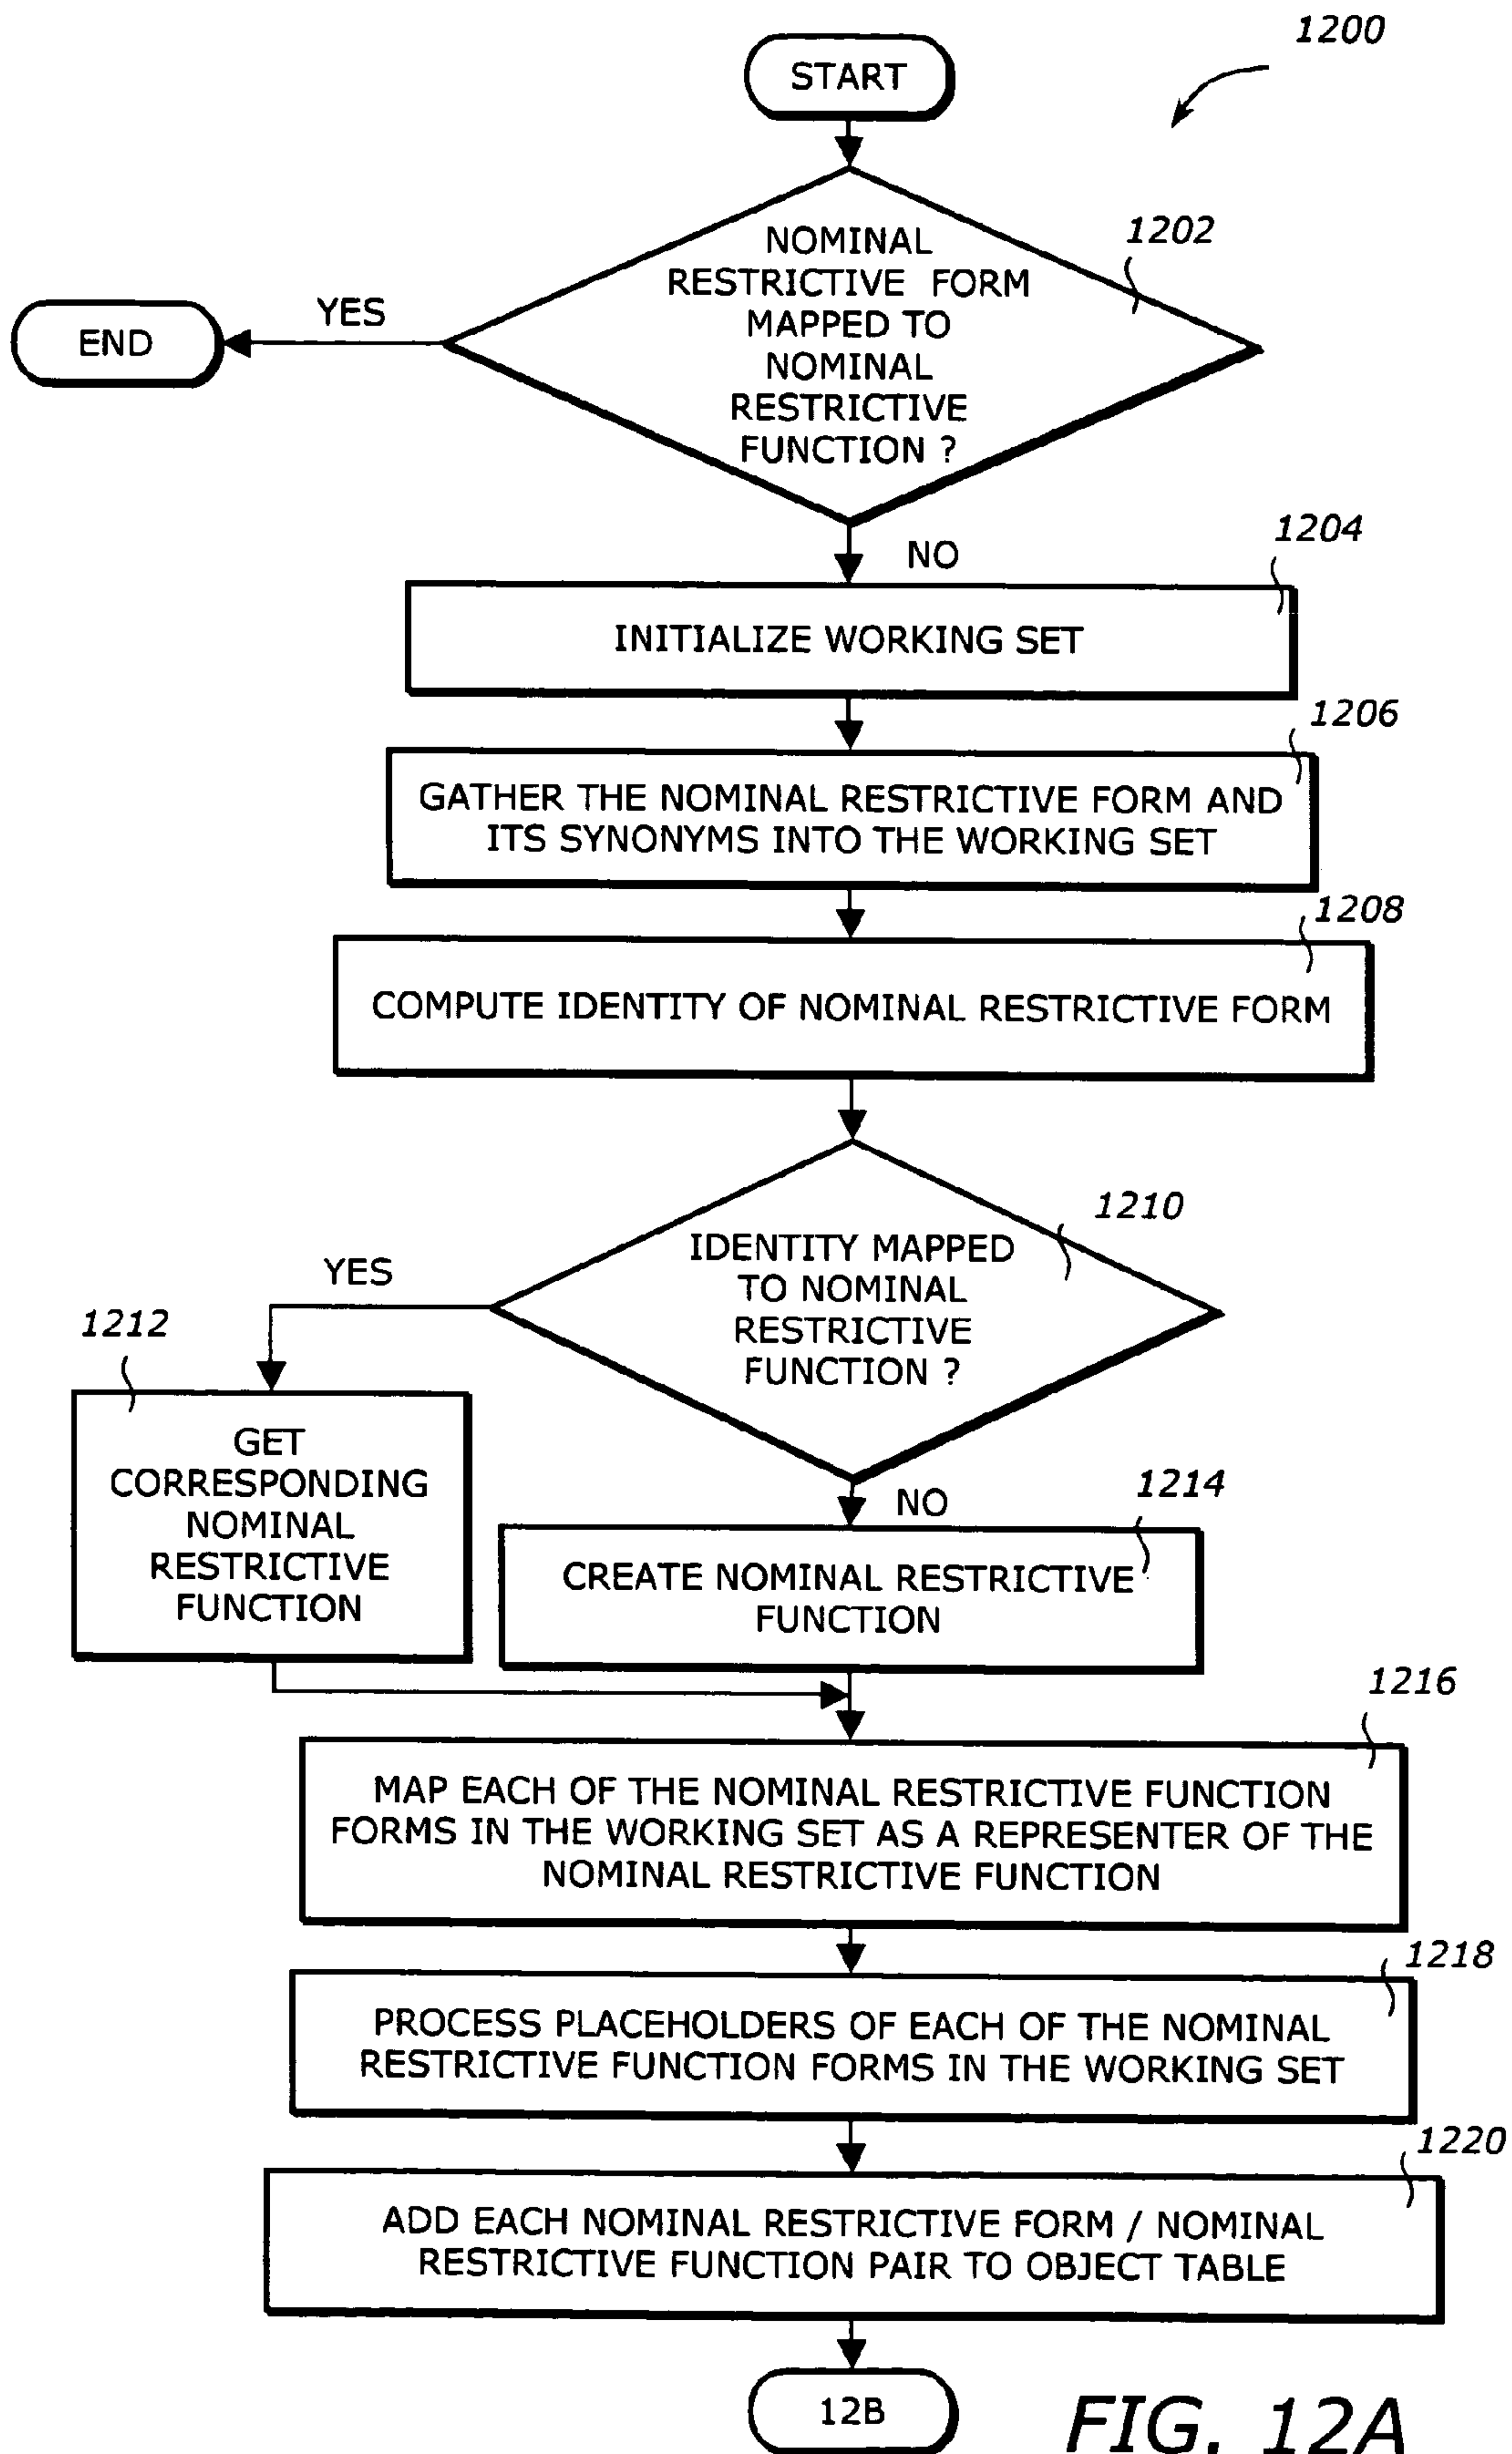 1200
START
1202
NOMINAL
RESTRICTIVE FORM
MAPPED TO
NOMINAL
RESTRICTIVE
FUNCTION ?
YES
END
NO
1204
INITIALIZE WORKING SET
1206
GATHER THE NOMINAL RESTRICTIVE FORM AND
ITS SYNONYMS INTO THE WORKING SET
1208
COMPUTE IDENTITY OF NOMINAL RESTRICTIVE FORM
1210
IDENTITY MAPPED
TO NOMINAL
RESTRICTIVE
FUNCTION ?
YES
1212
GET
CORRESPONDING
NOMINAL
RESTRICTIVE
FUNCTION
NO
1214
CREATE NOMINAL RESTRICTIVE
FUNCTION
1216
MAP EACH OF THE NOMINAL RESTRICTIVE FUNCTION
FORMS IN THE WORKING SET AS A REPRESENTER OF THE
NOMINAL RESTRICTIVE FUNCTION
1218
PROCESS PLACEHOLDERS OF EACH OF THE NOMINAL
RESTRICTIVE FUNCTION FORMS IN THE WORKING SET
1220
ADD EACH NOMINAL RESTRICTIVE FORM / NOMINAL
RESTRICTIVE FUNCTION PAIR TO OBJECT TABLE
12B
FIG. 12A